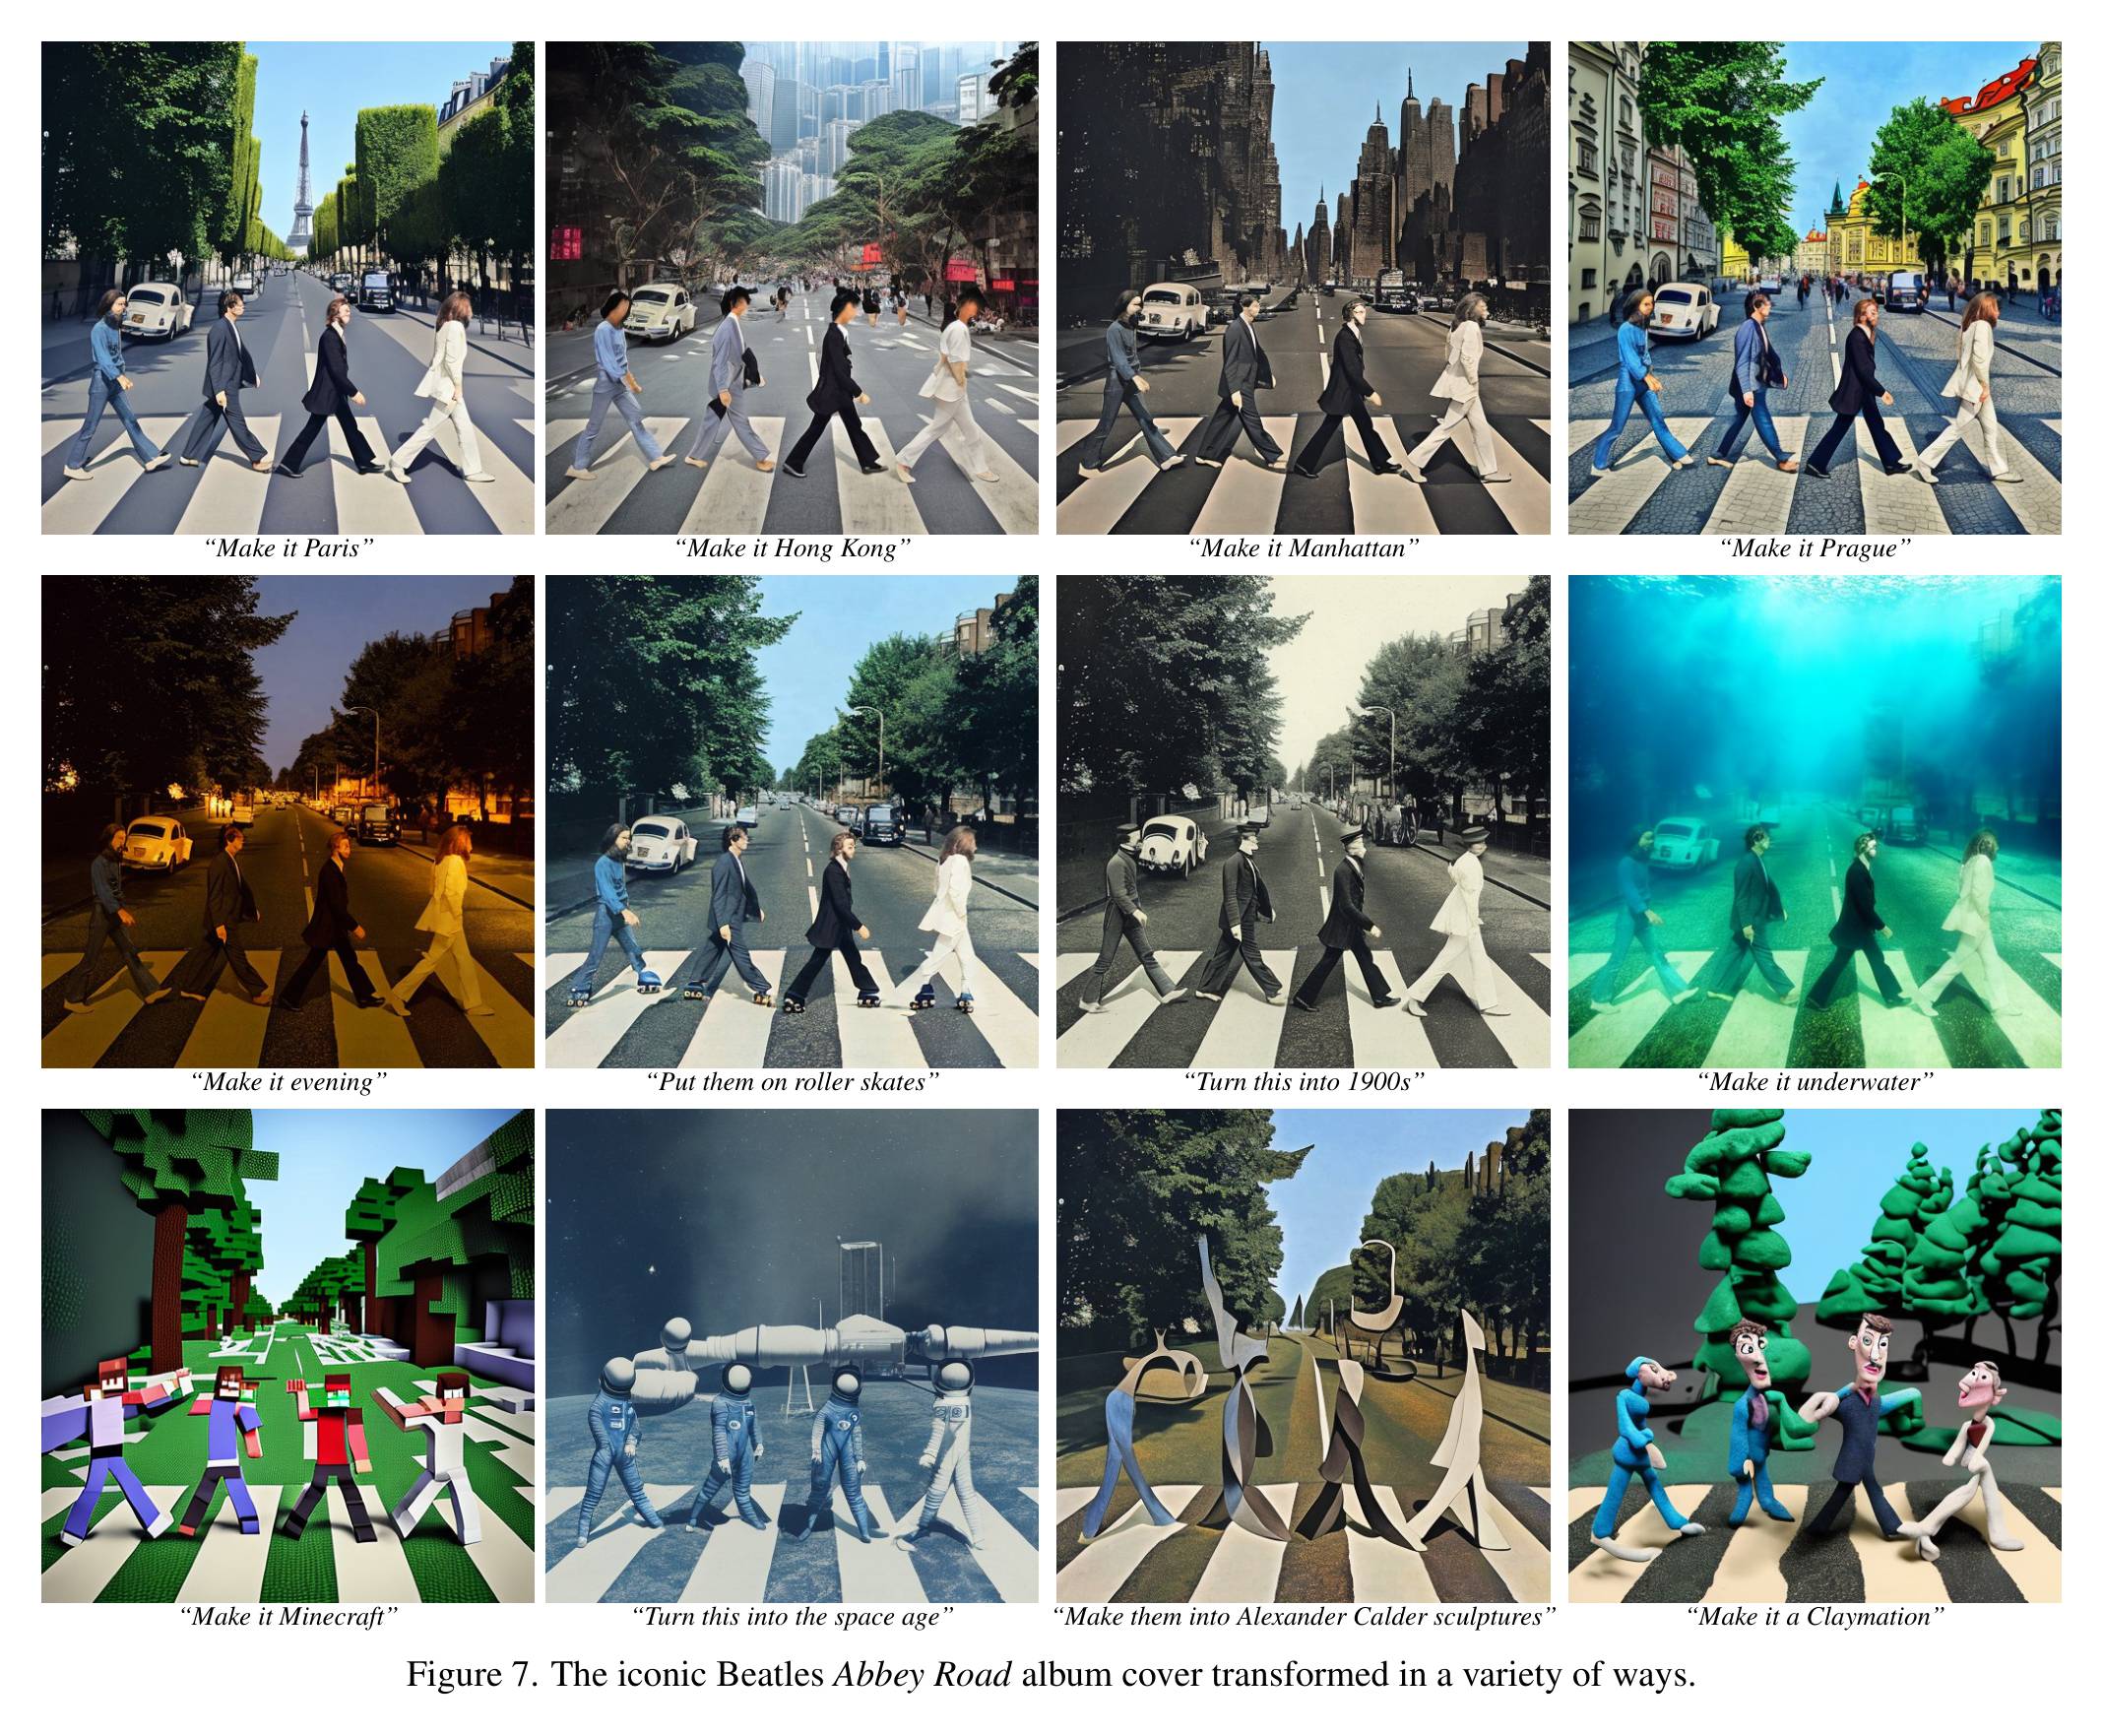 “Make it Paris”
“Make it Hong Kong”
“Make it Manhattan”
“Make it Prague”
“Make it evening”
“Put them on roller skates”
“Turn this into 1900s”
“Make it underwater”
“Make it Minecraft”
“Turn this into the space age”
“Make them into Alexander Calder sculptures”
“Make it a Claymation”
Figure 7. The iconic Beatles Abbey Road album cover transformed in a variety of ways.